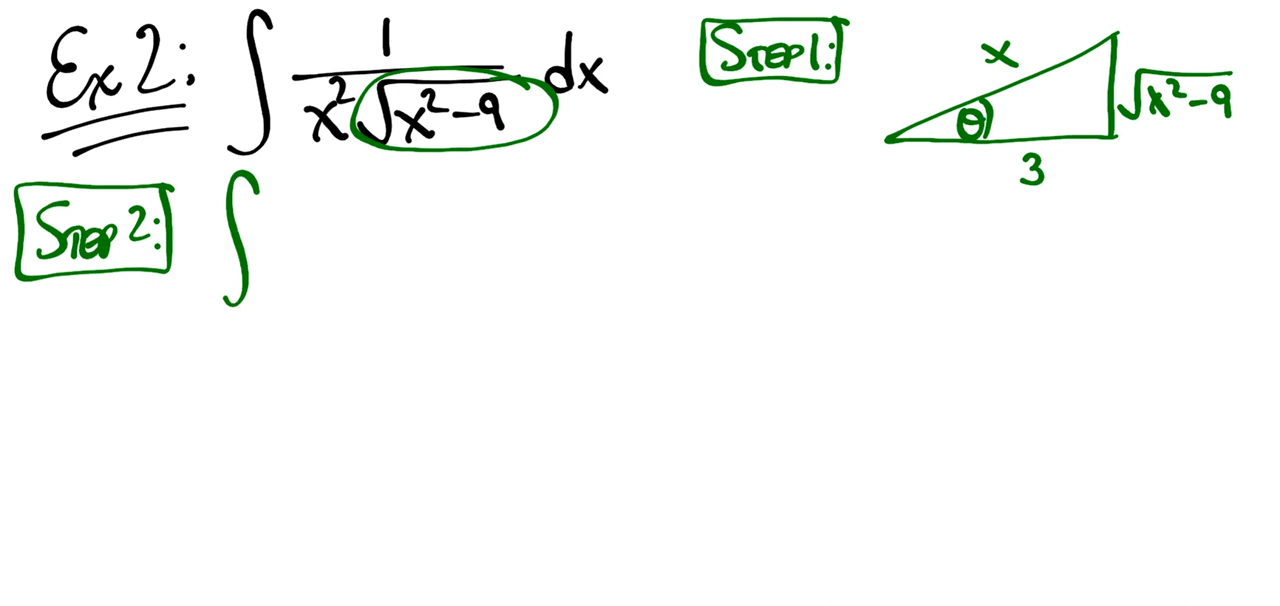 Ex 2: ∫ 1/(x²√(x²-9)) dx
STEP 1:
x
θ
√(x²-9)
3
STEP 2: ∫